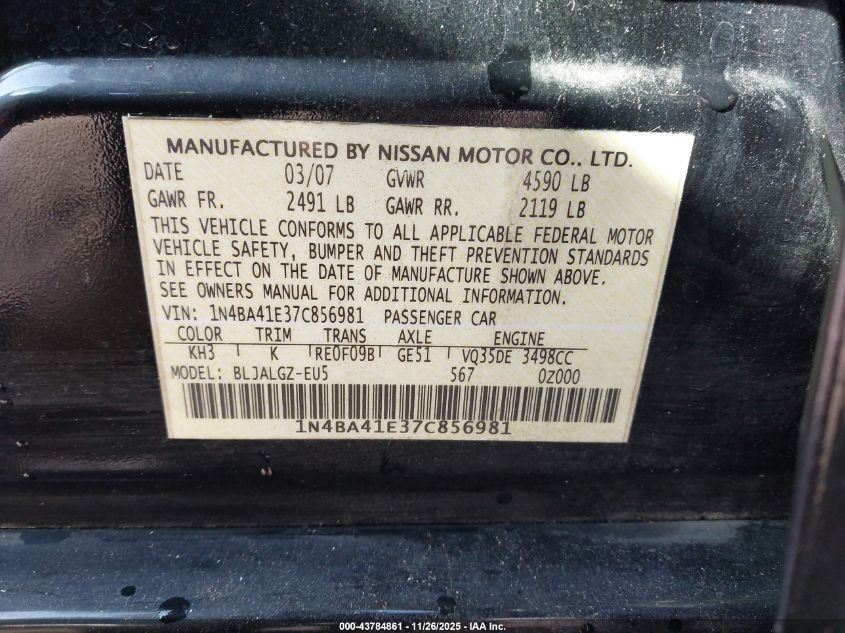 MANUFACTURED BY NISSAN MOTOR CO., LTD.
DATE 03/07 GVWR 4590 LB
GAWR FR. 2491 LB GAWR RR. 2119 LB
THIS VEHICLE CONFORMS TO ALL APPLICABLE FEDERAL MOTOR
VEHICLE SAFETY, BUMPER AND THEFT PREVENTION STANDARDS
IN EFFECT ON THE DATE OF MANUFACTURE SHOWN ABOVE.
SEE OWNERS MANUAL FOR ADDITIONAL INFORMATION.
VIN: 1N4BA41E37C856981 PASSENGER CAR
COLOR TRIM TRANS AXLE ENGINE
KH3 K RE0F09B GE51 VQ35DE 3498CC
MODEL: BLJALGZ-EU5 567 0Z000
1N4BA41E37C856981
000-43784861 - 11/26/2025 - IAA Inc.